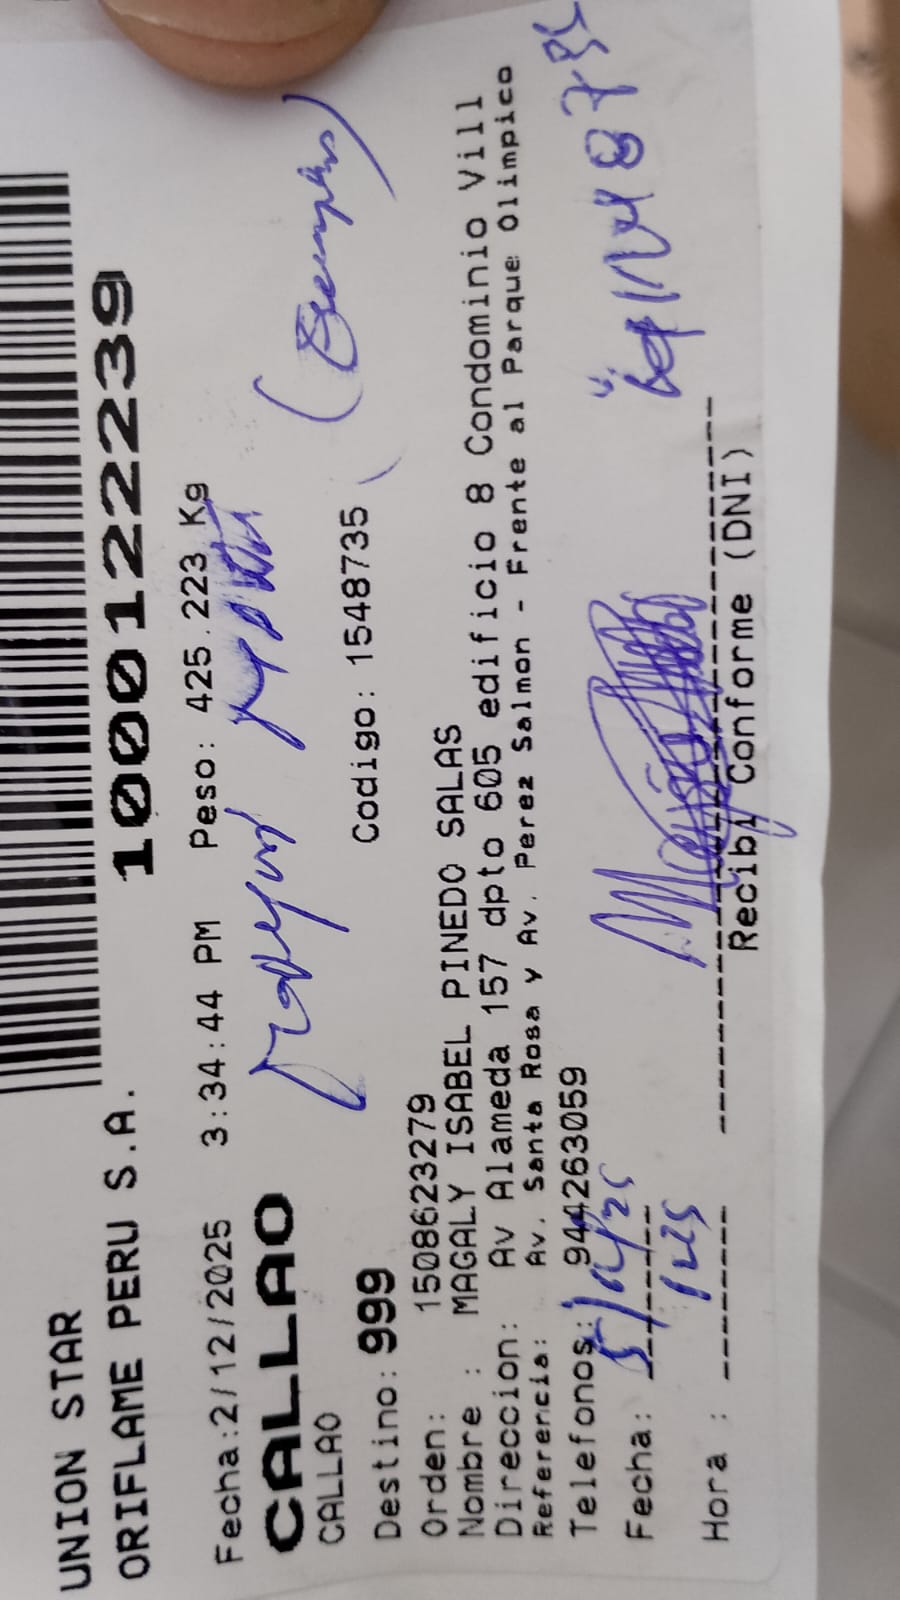 UNION STAR
ORIFLAME PERU S.A. 10001222239
Fecha:2/12/2025 3:34:44 PM Peso: 425.223 Kg
CALLAO
CALLAO
Destino: 999 Codigo: 1548735
Orden: 150862327９
Nombre : MAGALY ISABEL PINEDO SALAS
Direccion: Av Alameda 157 dpto 605 edificio 8 Condominio Vill
Referencia: Av. Santa Rosa y Av. Perez Salmon - Frente al Parque Olimpico
Telefonos: 944263059
Fecha:
Hora :
Recibi Conforme (DNI)